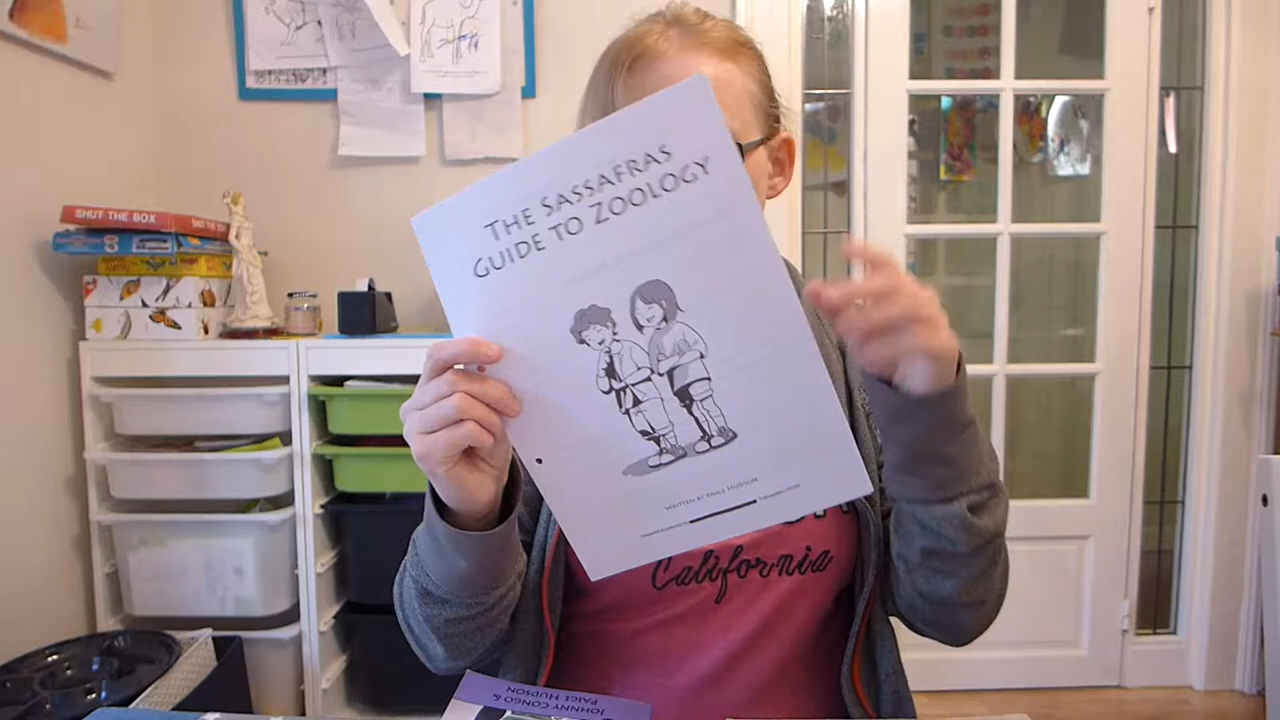 SHUT THE BOX
THE SASSAFRAS
GUIDE TO ZOOLOGY
WRITTEN BY PAIGE HUDSON
California
JOHNNY CONGO &
PAIGE HUDSON